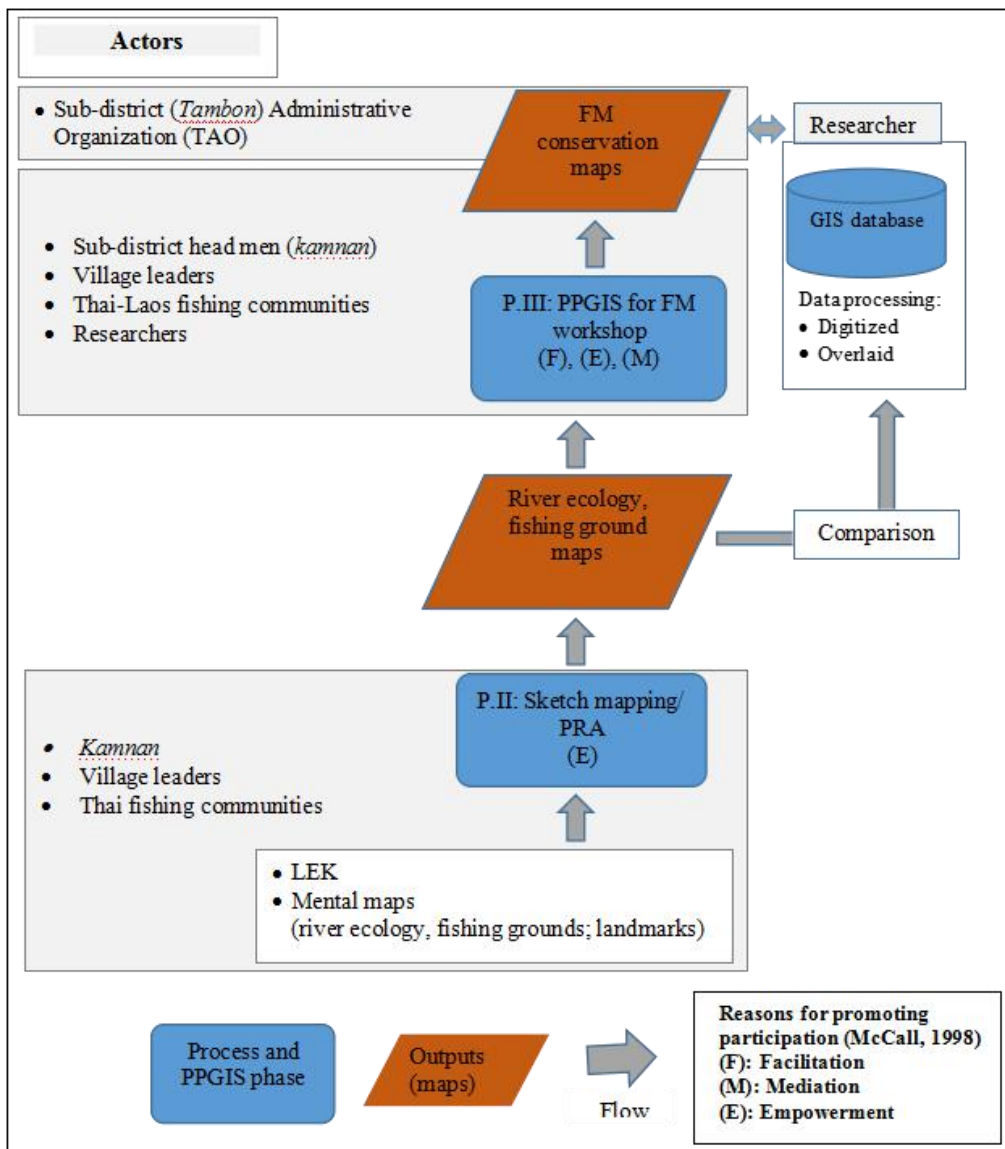 Actors
• Sub-district (Tambon) Administrative
Organization (TAO)
FM
conservation
maps
Researcher
GIS database
Data processing:
• Digitized
• Overlaid
• Sub-district head men (kamnan)
• Village leaders
• Thai-Laos fishing communities
• Researchers
P.III: PPGIS for FM
workshop
(F), (E), (M)
River ecology,
fishing ground
maps
Comparison
P.II: Sketch mapping/
PRA
(E)
• Kamnan
• Village leaders
• Thai fishing communities
• LEK
• Mental maps
(river ecology, fishing grounds; landmarks)
Process and
PPGIS phase
Outputs
(maps)
Flow
Reasons for promoting
participation (McCall, 1998)
(F): Facilitation
(M): Mediation
(E): Empowerment